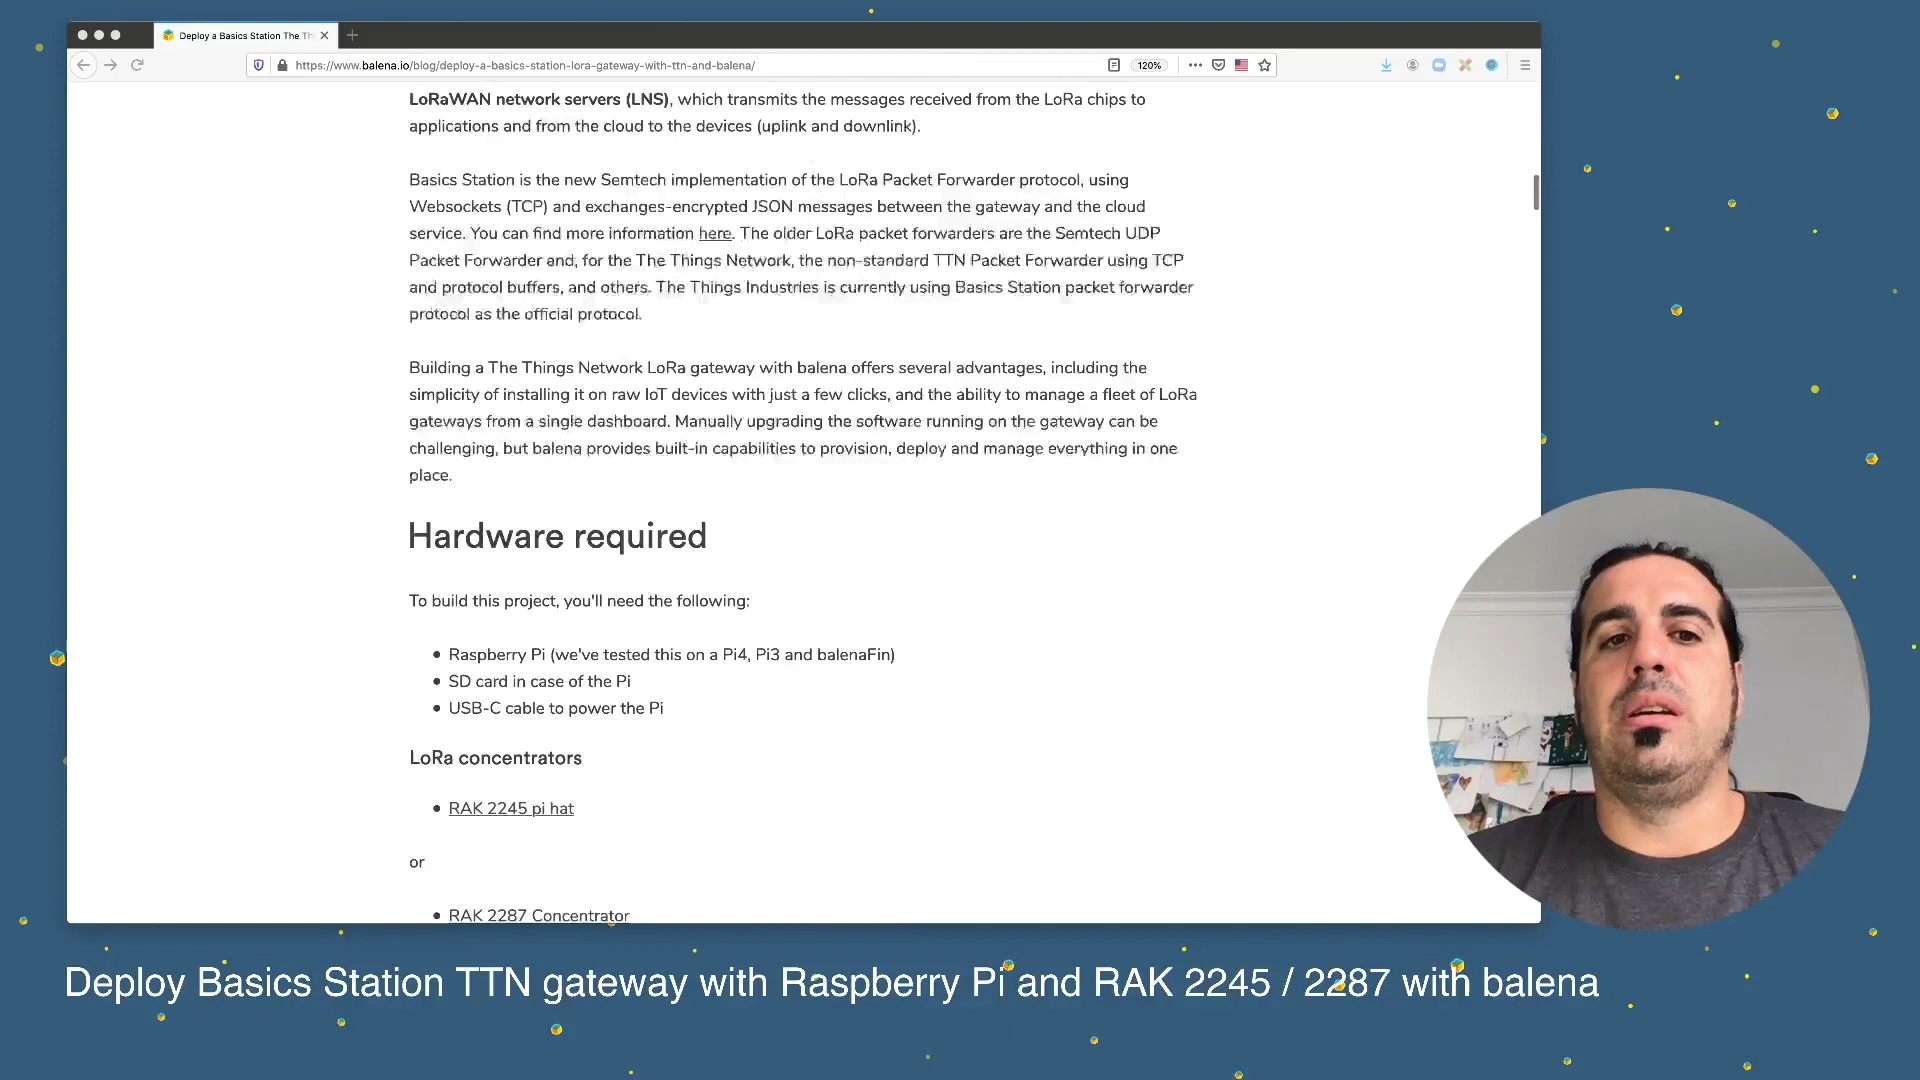 Deploy a Basics Station The Th
https://www.balena.io/blog/deploy-a-basics-station-lora-gateway-with-ttn-and-balena/
120%
LoRaWAN network servers (LNS), which transmits the messages received from the LoRa chips to
applications and from the cloud to the devices (uplink and downlink).
Basics Station is the new Semtech implementation of the LoRa Packet Forwarder protocol, using
Websockets (TCP) and exchanges-encrypted JSON messages between the gateway and the cloud
service. You can find more information here. The older LoRa packet forwarders are the Semtech UDP
Packet Forwarder and, for the The Things Network, the non-standard TTN Packet Forwarder using TCP
and protocol buffers, and others. The Things Industries is currently using Basics Station packet forwarder
protocol as the official protocol.
Building a The Things Network LoRa gateway with balena offers several advantages, including the
simplicity of installing it on raw IoT devices with just a few clicks, and the ability to manage a fleet of LoRa
gateways from a single dashboard. Manually upgrading the software running on the gateway can be
challenging, but balena provides built-in capabilities to provision, deploy and manage everything in one
place.
Hardware required
To build this project, you'll need the following:
• Raspberry Pi (we've tested this on a Pi4, Pi3 and balenaFin)
• SD card in case of the Pi
• USB-C cable to power the Pi
LoRa concentrators
• RAK 2245 pi hat
or
• RAK 2287 Concentrator
Deploy Basics Station TTN gateway with Raspberry Pi and RAK 2245 / 2287 with balena